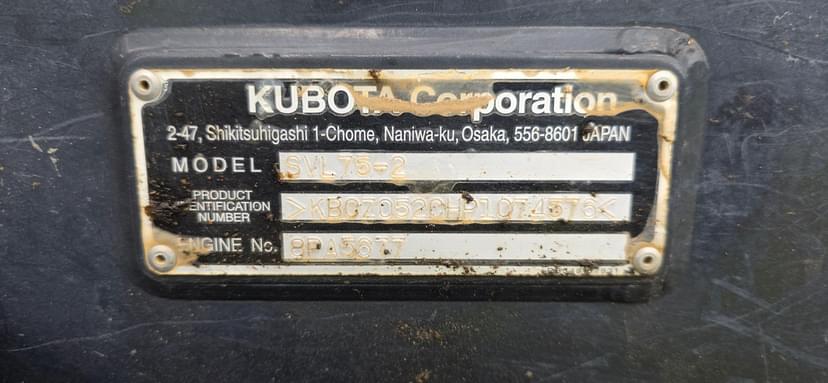 KUBOTA Corporation
2-47, Shikitsuhigashi 1-Chome, Naniwa-ku, Osaka, 556-8601 JAPAN
MODEL SVL75-2
PRODUCT
IDENTIFICATION
NUMBER
ENGINE No. 8PA5677